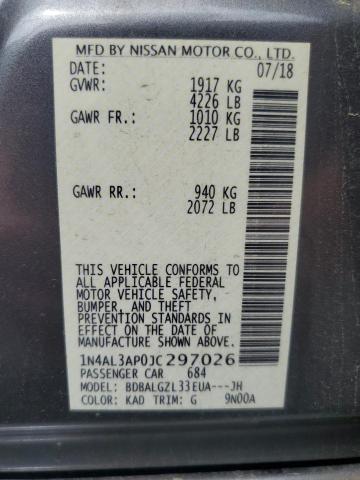 MFD BY NISSAN MOTOR CO., LTD.
DATE: 07/18
GVWR: 1917 KG
4226 LB
GAWR FR.: 1010 KG
2227 LB
GAWR RR.: 940 KG
2072 LB
THIS VEHICLE CONFORMS TO
ALL APPLICABLE FEDERAL
MOTOR VEHICLE SAFETY,
BUMPER, AND THEFT
PREVENTION STANDARDS IN
EFFECT ON THE DATE OF
MANUFACTURE SHOWN ABOVE.
1N4AL3AP0JC297026
PASSENGER CAR 684
MODEL: BDBALGZL33EUA---JH
COLOR: KAD TRIM: G 9N00A